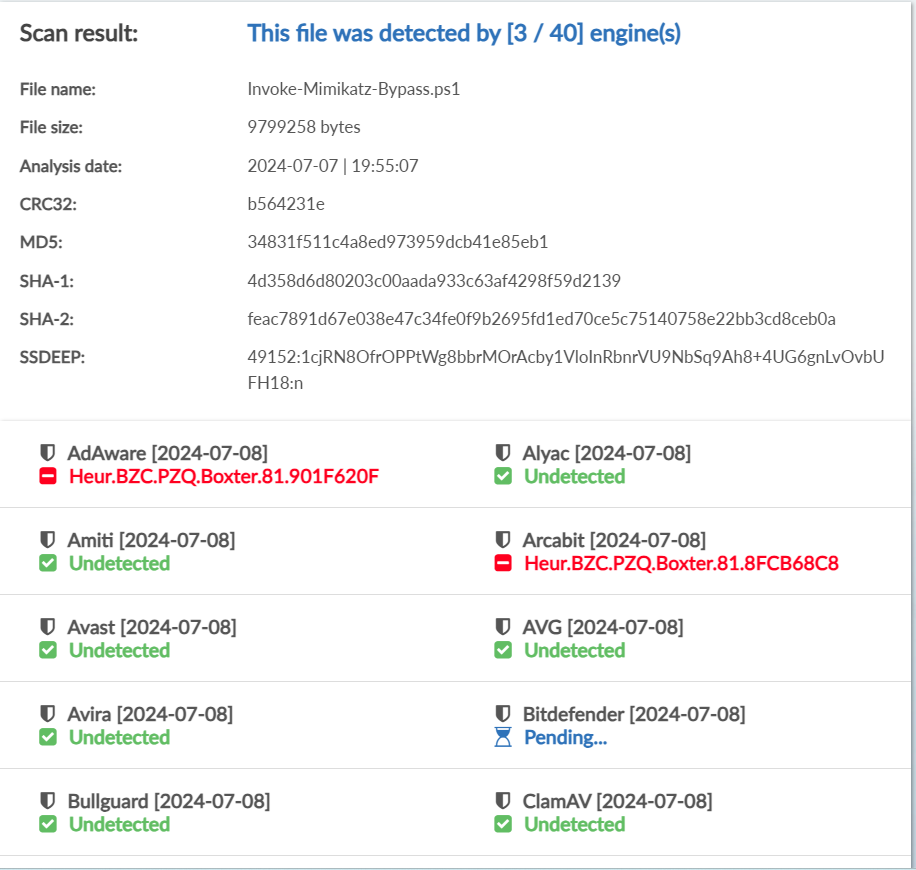 Scan result: This file was detected by [3 / 40] engine(s)
File name: Invoke-Mimikatz-Bypass.ps1
File size: 9799258 bytes
Analysis date: 2024-07-07 | 19:55:07
CRC32: b564231e
MD5: 34831f511c4a8ed973959dcb41e85eb1
SHA-1: 4d358d6d80203c00aada933c63af4298f59d2139
SHA-2: feac7891d67e038e47c34fe0f9b2695fd1ed70ce5c75140758e22bb3cd8ceb0a
SSDEEP: 49152:1cjRN8OfrOPPtWg8bbrMOrAcby1VloInRbnrVU9NbSq9Ah8+4UG6gnLvOvbU
FH18:n
AdAware [2024-07-08] Alyac [2024-07-08]
Heur.BZC.PZQ.Boxter.81.901F620F Undetected
Amiti [2024-07-08] Arcabit [2024-07-08]
Undetected Heur.BZC.PZQ.Boxter.81.8FCB68C8
Avast [2024-07-08] AVG [2024-07-08]
Undetected Undetected
Avira [2024-07-08] Bitdefender [2024-07-08]
Undetected Pending...
Bullguard [2024-07-08] ClamAV [2024-07-08]
Undetected Undetected